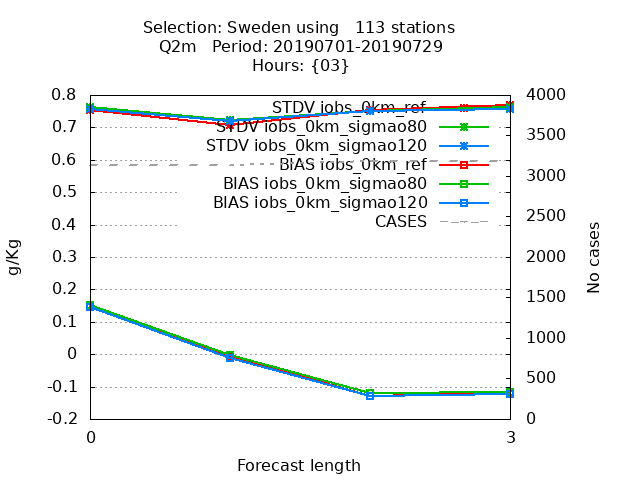 Selection: Sweden using   113 stations
Q2m   Period: 20190701-20190729
Hours: {03}
0.8
0.7
0.6
0.5
0.4
0.3
0.2
0.1
0
-0.1
-0.2
g/Kg
STDV iobs_0km_ref
STDV iobs_0km_sigmao80
STDV iobs_0km_sigmao120
BIAS iobs_0km_ref
BIAS iobs_0km_sigmao80
BIAS iobs_0km_sigmao120
CASES
4000
3500
3000
2500
2000
1500
1000
500
0
No cases
0
3
Forecast length